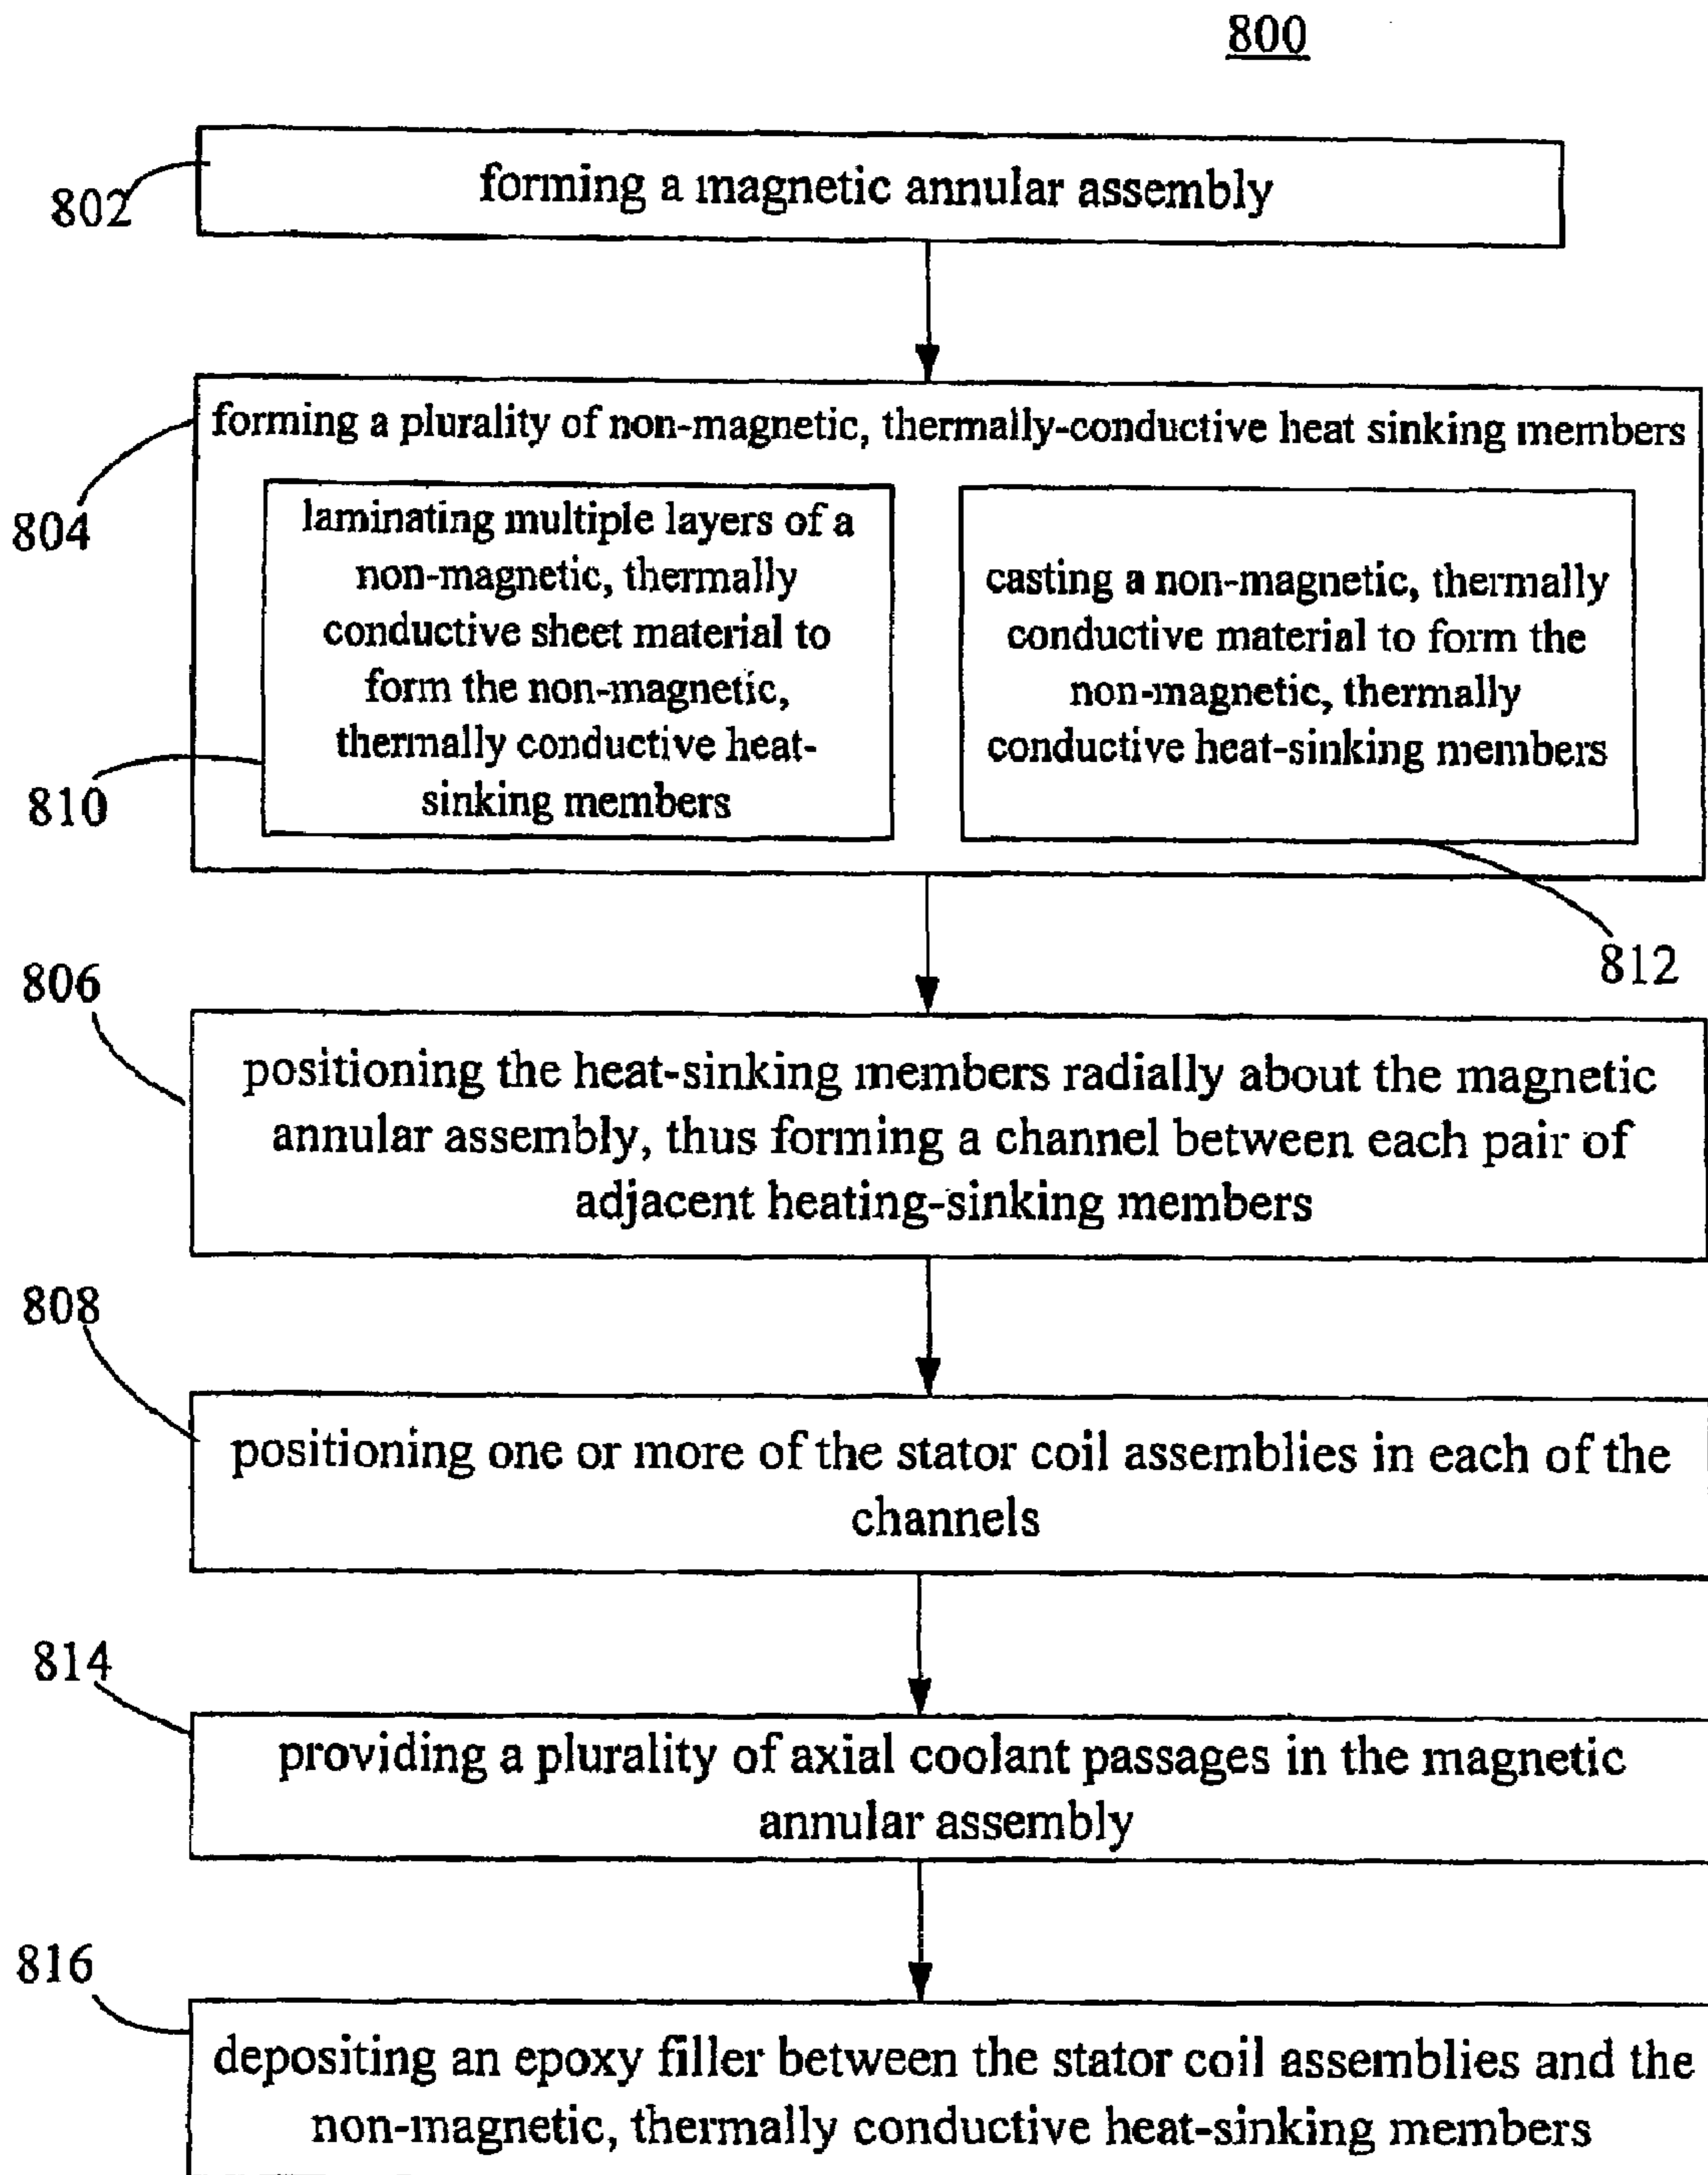 800
802
forming a magnetic annular assembly
804
forming a plurality of non-magnetic, thermally-conductive heat sinking members
810
laminating multiple layers of a
non-magnetic, thermally
conductive sheet material to
form the non-magnetic,
thermally conductive heat-
sinking members
casting a non-magnetic, thermally
conductive material to form the
non-magnetic, thermally
conductive heat-sinking members
812
806
positioning the heat-sinking members radially about the magnetic
annular assembly, thus forming a channel between each pair of
adjacent heating-sinking members
808
positioning one or more of the stator coil assemblies in each of the
channels
814
providing a plurality of axial coolant passages in the magnetic
annular assembly
816
depositing an epoxy filler between the stator coil assemblies and the
non-magnetic, thermally conductive heat-sinking members